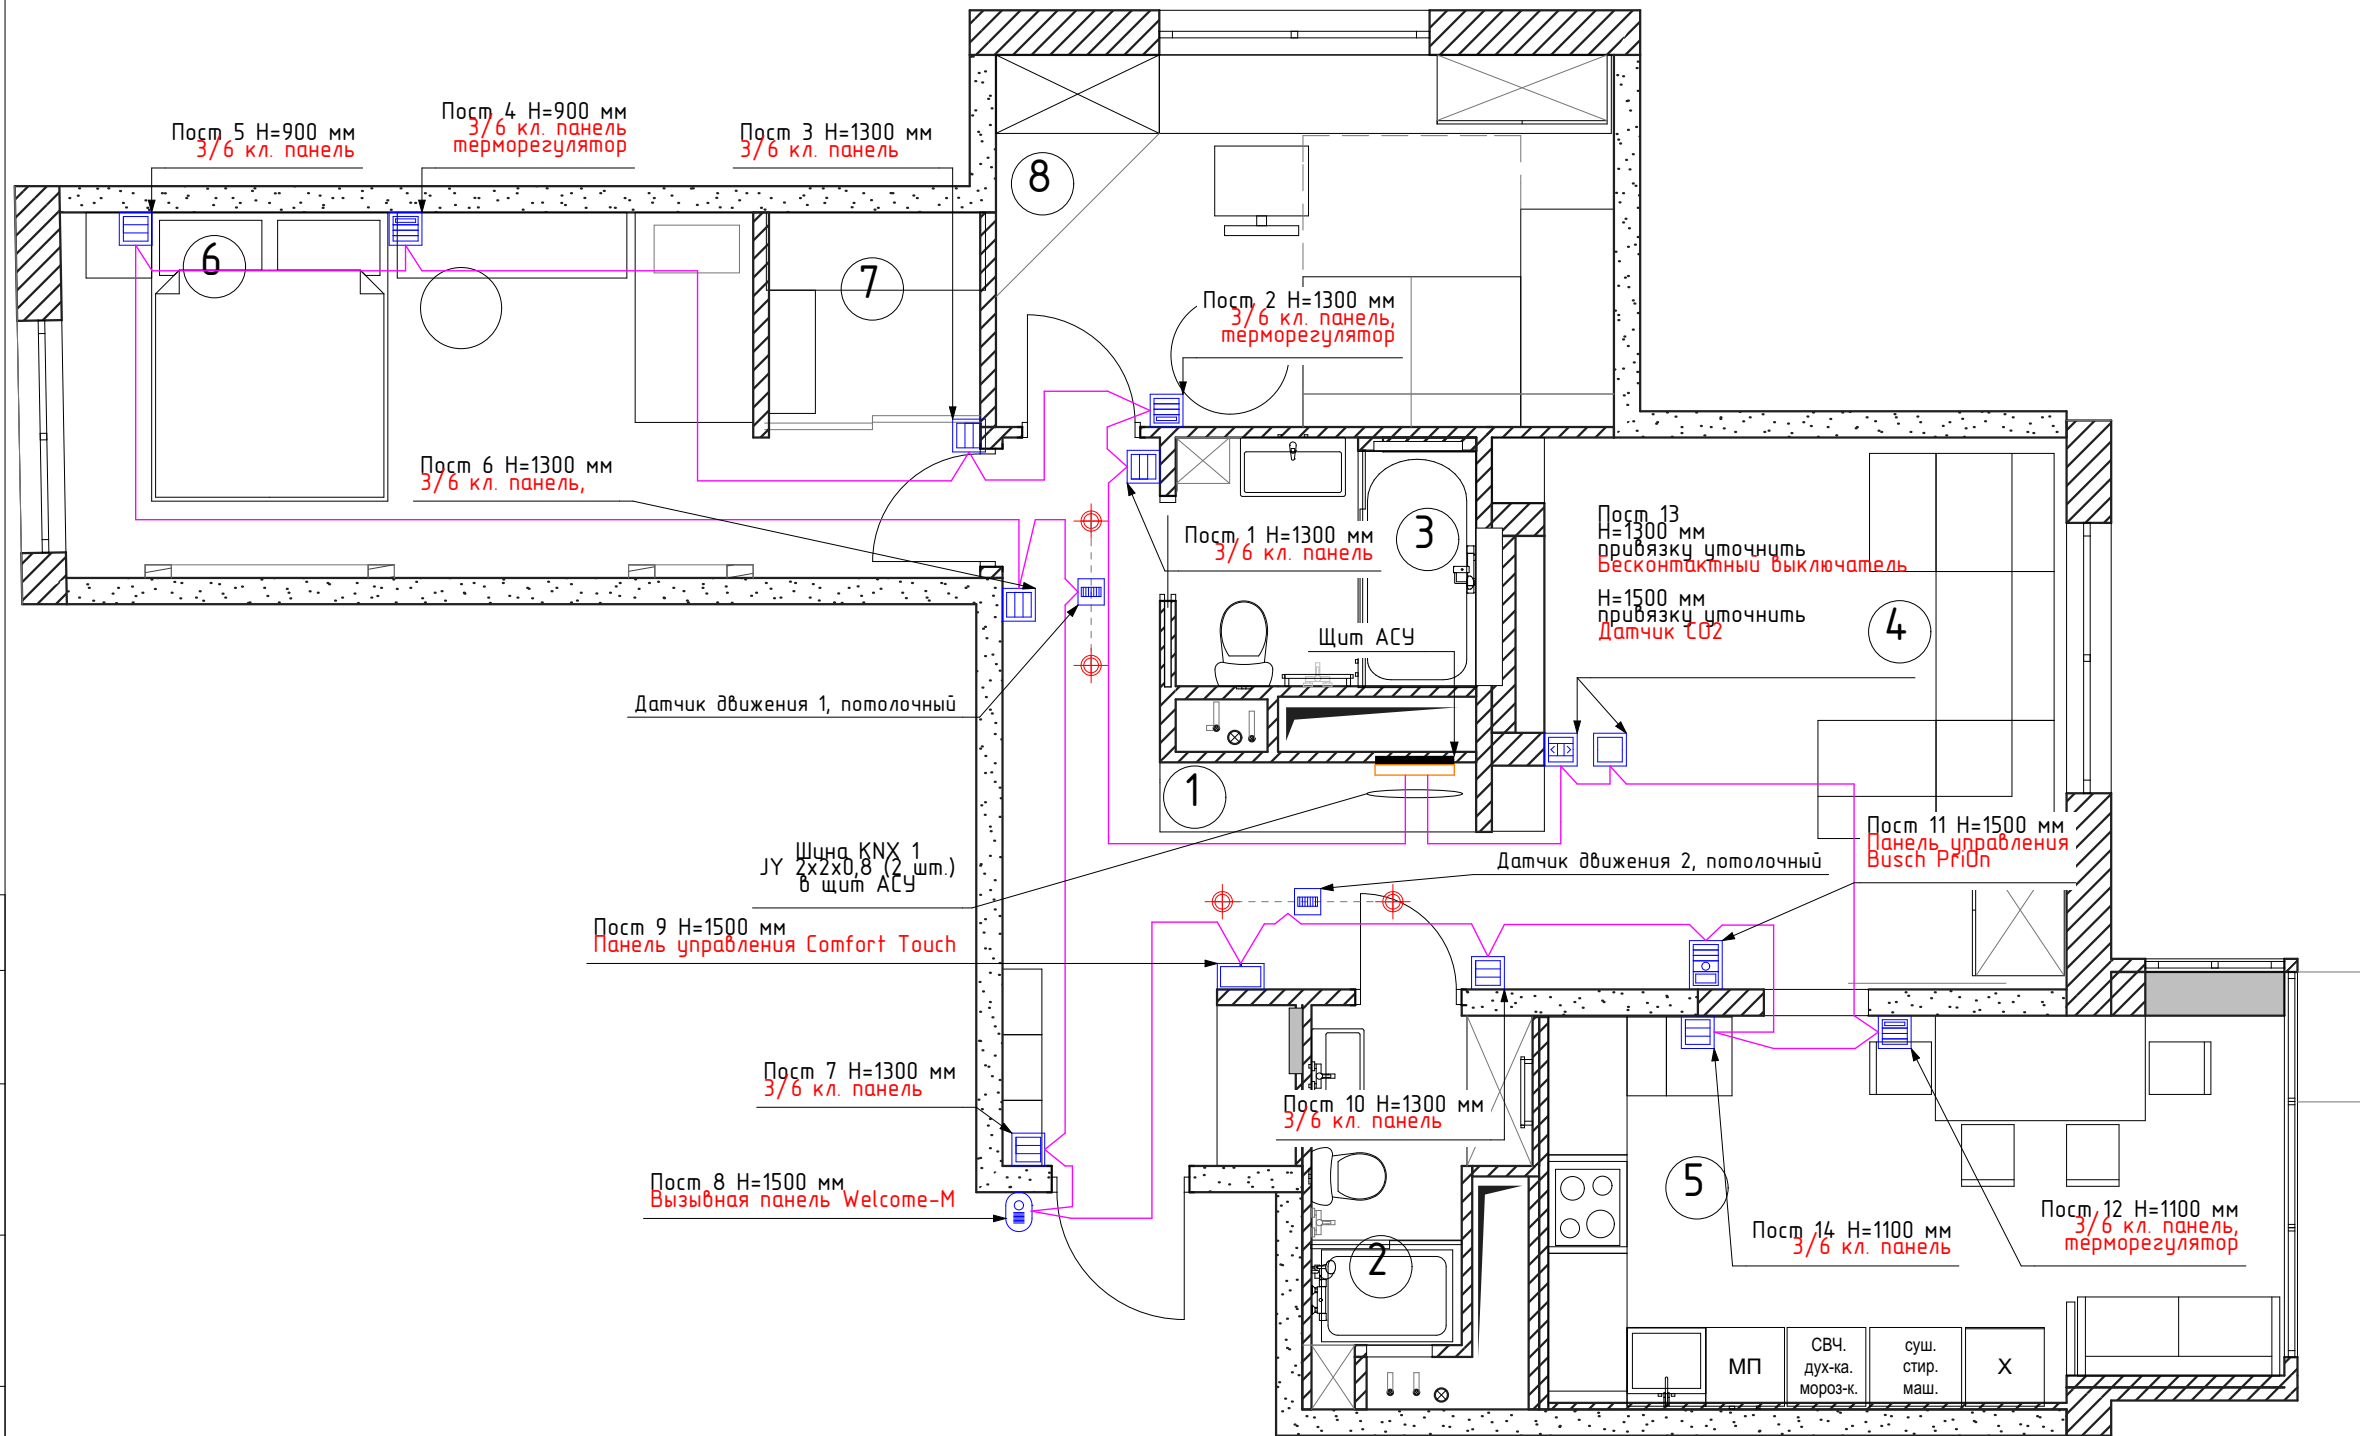 Пост 5 H=900 мм
3/6 кл. панель
Пост 4 H=900 мм
3/6 кл. панель
терморегулятор
Пост 3 H=1300 мм
3/6 кл. панель
8
6
7
Пост 2 H=1300 мм
3/6 кл. панель,
терморегулятор
Пост 6 H=1300 мм
3/6 кл. панель,
Пост 1 H=1300 мм
3/6 кл. панель
3
Пост 13
H=1300 мм
привязку уточнить
Бесконтактный выключатель
H=1500 мм
привязку уточнить
Датчик CO2
4
Щит АСУ
Датчик движения 1, потолочный
1
Шина KNX 1
JY 2x2x0,8 (2 шт.)
в щит АСУ
Датчик движения 2, потолочный
Пост 11 H=1500 мм
Панель управления
Busch PriOn
Пост 9 H=1500 мм
Панель управления Comfort Touch
Пост 7 H=1300 мм
3/6 кл. панель
Пост 10 H=1300 мм
3/6 кл. панель
Пост 8 H=1500 мм
Вызывная панель Welcome-M
5
2
Пост 14 H=1100 мм
3/6 кл. панель
Пост 12 H=1100 мм
3/6 кл. панель,
терморегулятор
МП
СВЧ.
дух-ка.
мороз-к.
суш.
стир.
маш.
Х